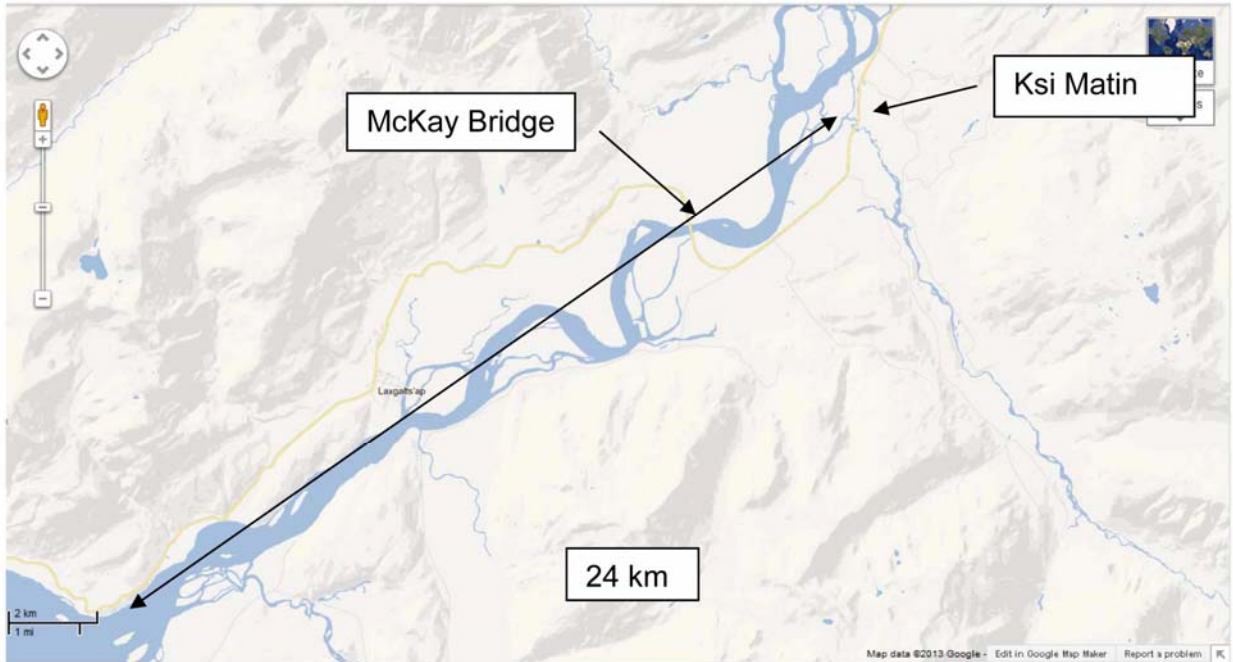 McKay Bridge
Ksi Matin
Laxgalts'ap
24 km
2 km
1 mi
Map data ©2013 Google -
Edit in Google Map Maker
Report a problem